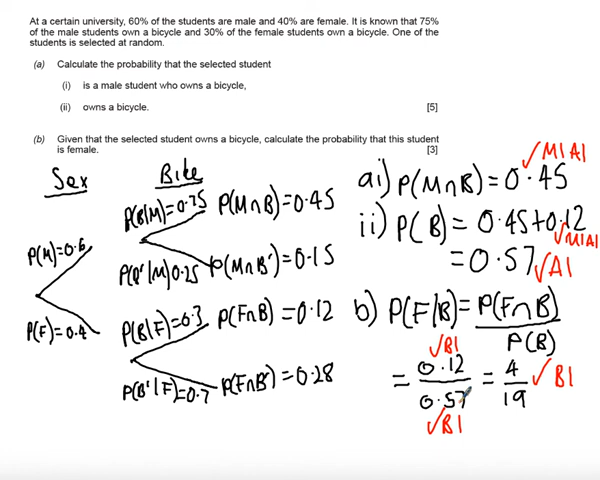 At a certain university, 60% of the students are male and 40% are female. It is known that 75%
of the male students own a bicycle and 30% of the female students own a bicycle. One of the
students is selected at random.
(a) Calculate the probability that the selected student
(i) is a male student who owns a bicycle,
(ii) owns a bicycle. [5]
(b) Given that the selected student owns a bicycle, calculate the probability that this student
is female. [3]
Sex
Bike
P(M)=0.6
P(F)=0.4
P(B|M)=0.75 P(M∩B)=0.45
P(B'|M)0.25 P(M∩B')=0.15
P(B|F)=0.3 P(F∩B)=0.12
P(B'|F)=0.7 P(F∩B')=0.28
ai) P(M∩B)=0.45 ✓M1A1
ii) P(B)= 0.45+0.12 ✓M1A1
=0.57 ✓A1
b) P(F|B)= P(F∩B)
P(B)
✓B1
= 0.12 = 4 ✓B1
0.57 19
✓B1